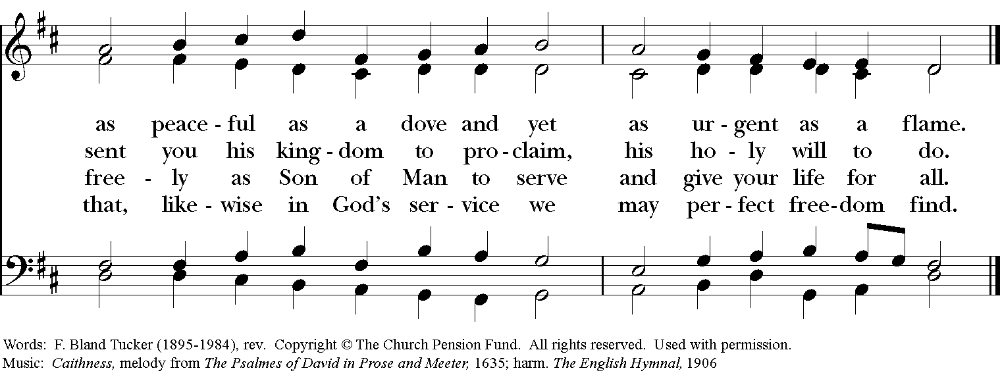 as peace - ful as a dove and yet as ur - gent as a flame.
sent you his king - dom to pro - claim, his ho - ly will to do.
free - ly as Son of Man to serve and give your life for all.
that, like - wise in God's ser - vice we may per - fect free - dom find.
Words: F. Bland Tucker (1895-1984), rev. Copyright © The Church Pension Fund. All rights reserved. Used with permission.
Music: Caithness, melody from The Psalmes of David in Prose and Meeter, 1635; harm. The English Hymnal, 1906